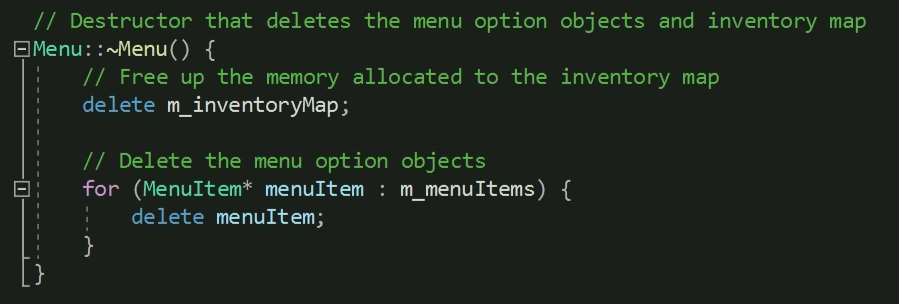 // Destructor that deletes the menu option objects and inventory map
Menu::~Menu() {
    // Free up the memory allocated to the inventory map
    delete m_inventoryMap;

    // Delete the menu option objects
    for (MenuItem* menuItem : m_menuItems) {
        delete menuItem;
    }
}